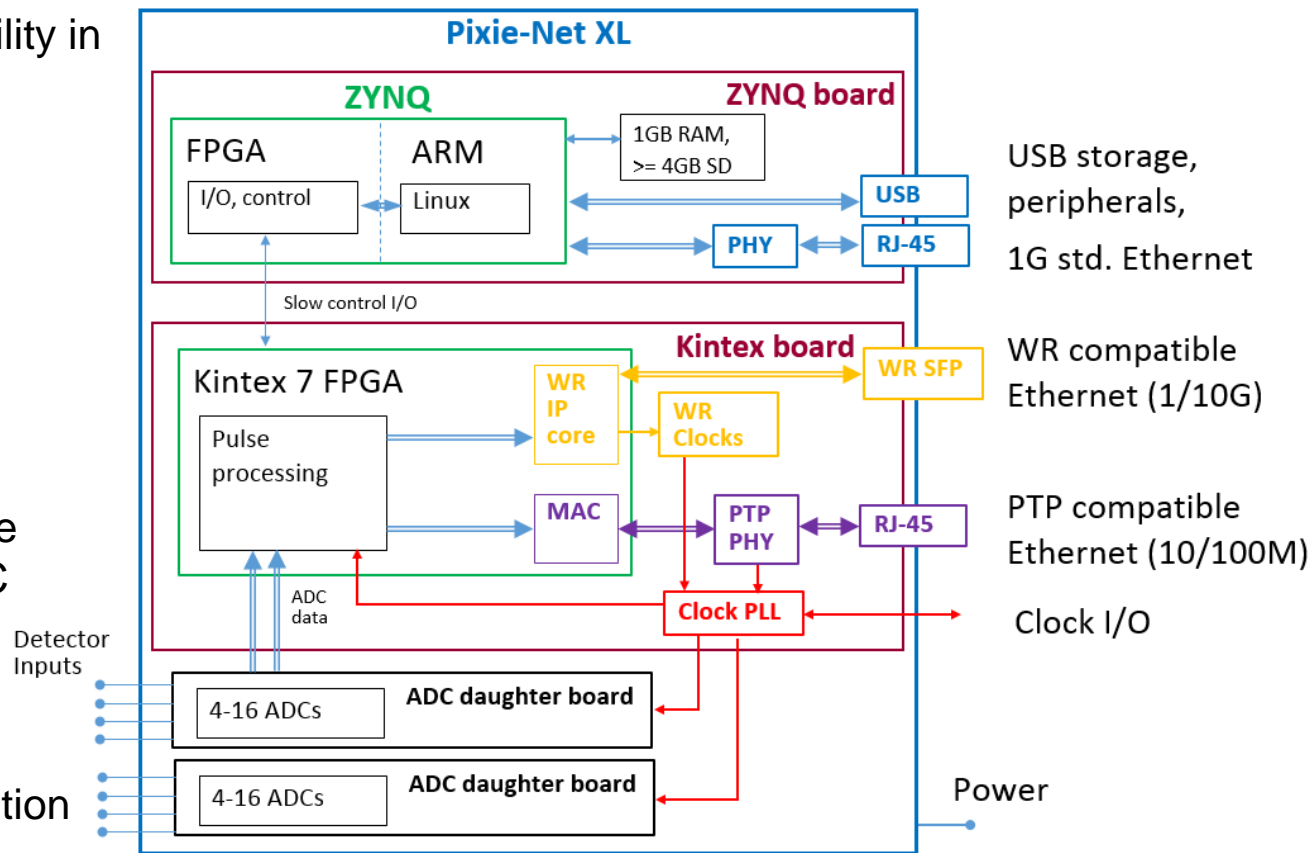 ility in
Pixie-Net XL
ZYNQ
ZYNQ board
FPGA
ARM
1GB RAM,
>= 4GB SD
I/O, control
Linux
USB
PHY
RJ-45
USB storage,
peripherals,
1G std. Ethernet
Slow control I/O
Kintex board
Kintex 7 FPGA
WR
IP
core
WR SFP
WR
Clocks
WR compatible
Ethernet (1/10G)
Pulse
processing
MAC
PTP
PHY
RJ-45
PTP compatible
Ethernet (10/100M)
e
C
ADC
data
Clock PLL
Clock I/O
Detector
Inputs
4-16 ADCs
ADC daughter board
4-16 ADCs
ADC daughter board
tion
Power